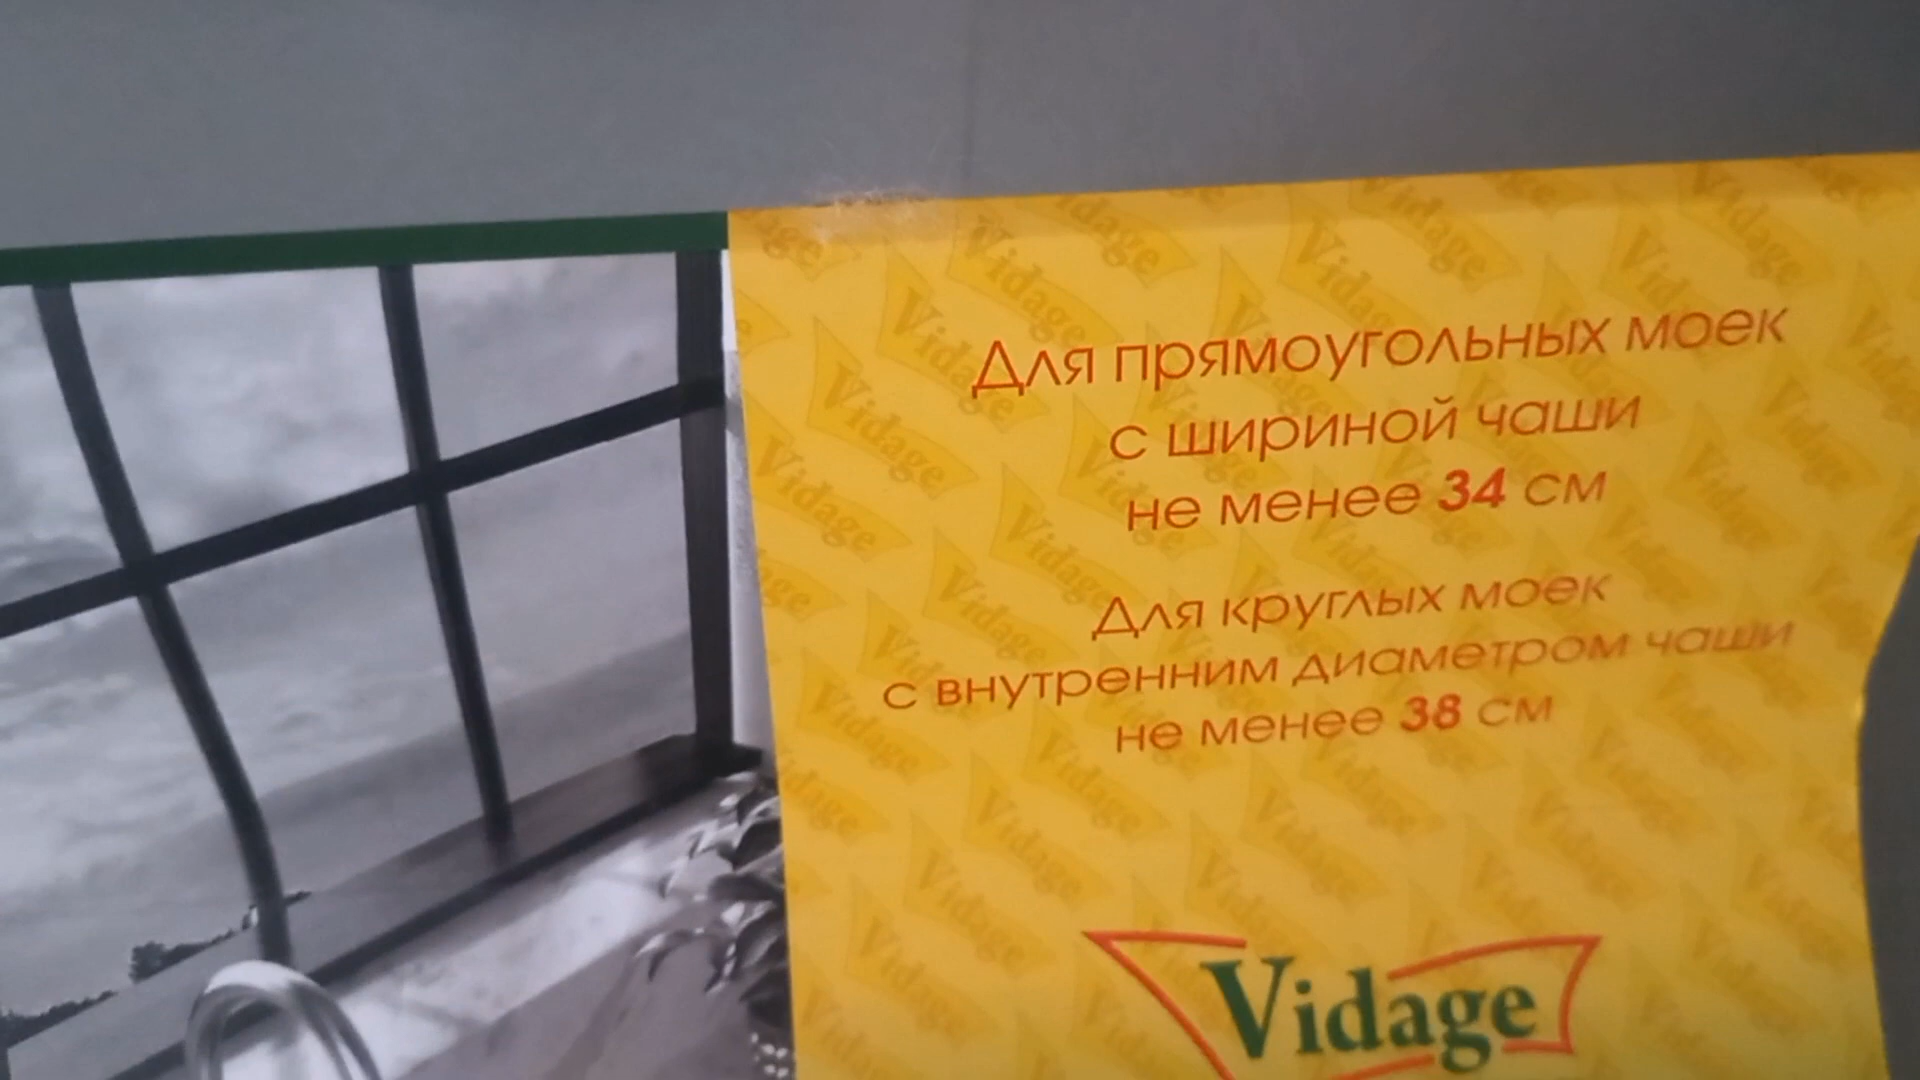 Для прямоугольных моек
с шириной чаши
не менее 34 см
Для круглых моек
с внутренним диаметром чаши
не менее 38 см
Vidage